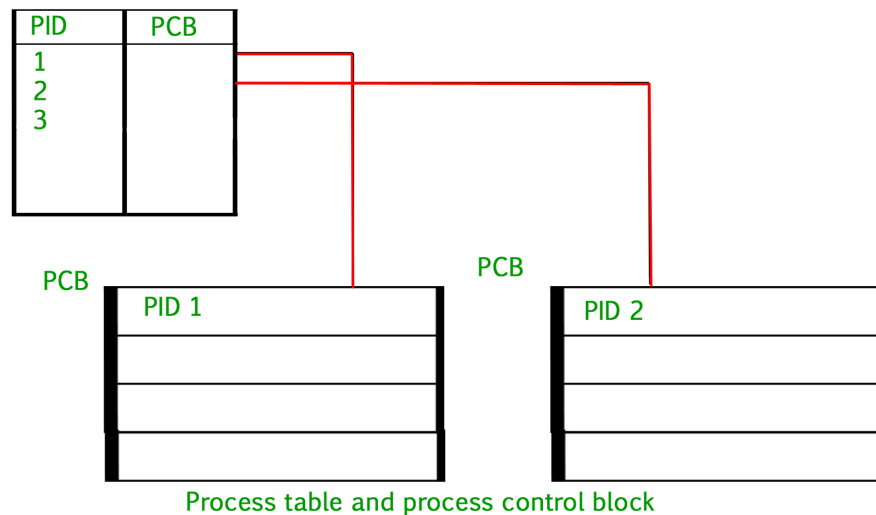 PID PCB
1
2
3
PCB
PID 1
PCB
PID 2
Process table and process control block